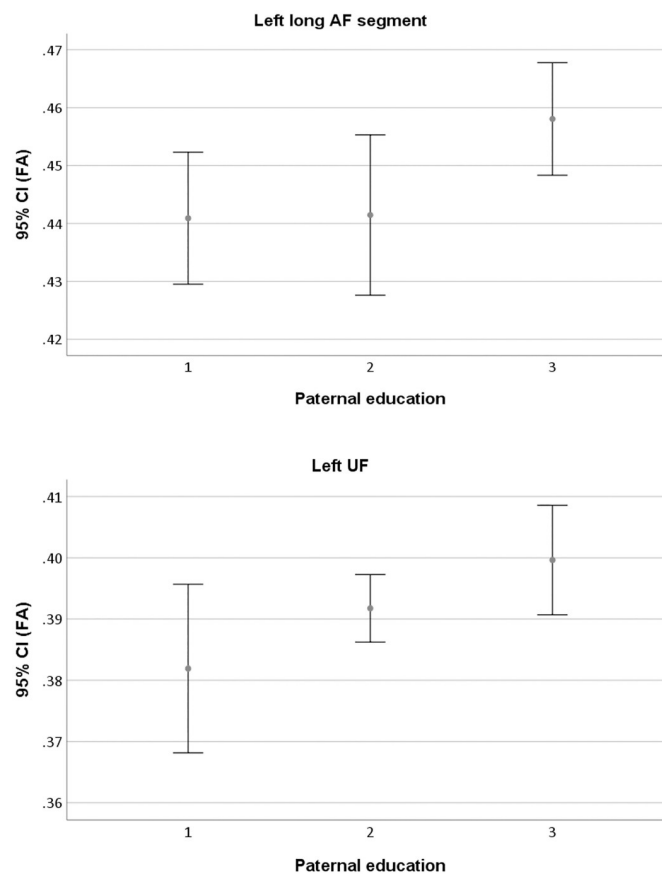 Left long AF segment
.47
.46
.45
.44
.43
.42
95% CI (FA)
1 2 3
Paternal education
Left UF
.41
.40
.39
.38
.37
.36
95% CI (FA)
1 2 3
Paternal education